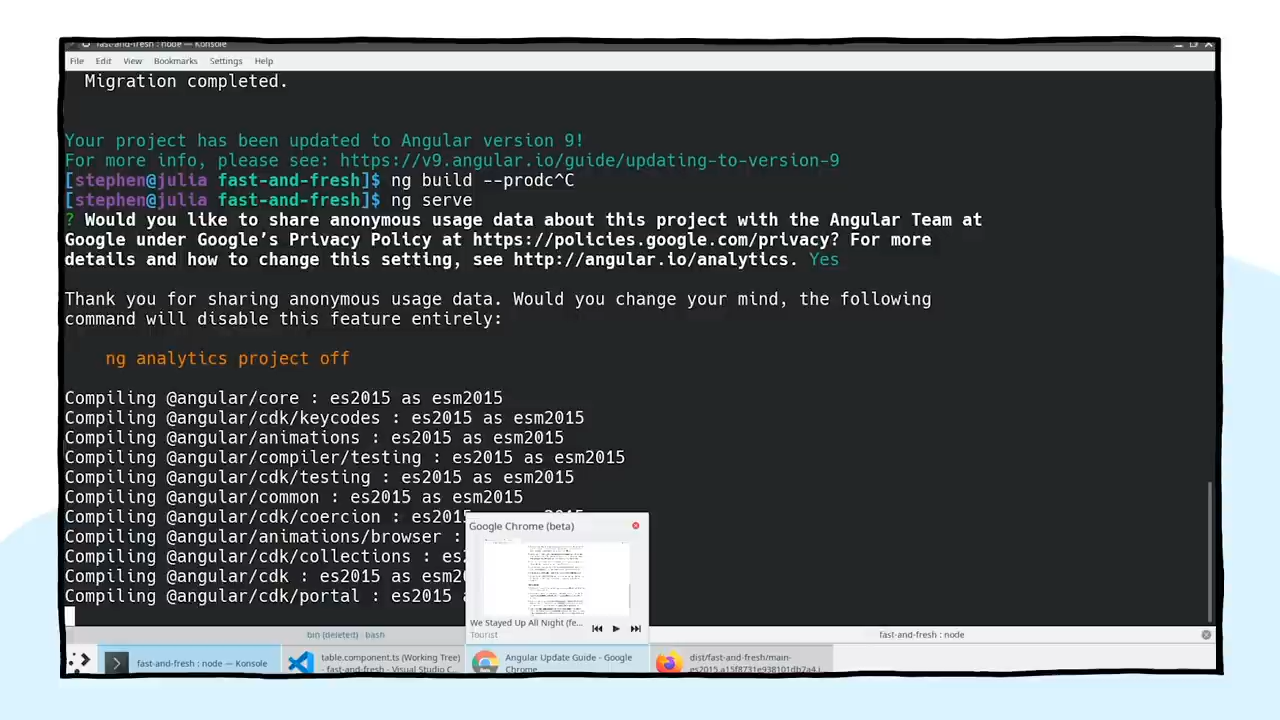 fast-and-fresh : node — Konsole
File Edit View Bookmarks Settings Help
Migration completed.
Your project has been updated to Angular version 9!
For more info, please see: https://v9.angular.io/guide/updating-to-version-9
[stephen@julia fast-and-fresh]$ ng build --prodc^C
[stephen@julia fast-and-fresh]$ ng serve
? Would you like to share anonymous usage data about this project with the Angular Team at
Google under Google’s Privacy Policy at https://policies.google.com/privacy? For more
details and how to change this setting, see http://angular.io/analytics. Yes
Thank you for sharing anonymous usage data. Would you change your mind, the following
command will disable this feature entirely:
ng analytics project off
Compiling @angular/core : es2015 as esm2015
Compiling @angular/cdk/keycodes : es2015 as esm2015
Compiling @angular/animations : es2015 as esm2015
Compiling @angular/compiler/testing : es2015 as esm2015
Compiling @angular/cdk/testing : es2015 as esm2015
Compiling @angular/common : es2015 as esm2015
Compiling @angular/cdk/coercion : es2015
Compiling @angular/animations/browser :
Compiling @angular/cdk/collections : es
Compiling : es2015 as esm2
Compiling @angular/cdk/portal : es2015
Google Chrome (beta)
We Stayed Up All Night (fe...
Tourist
bin (deleted) : bash
fast-and-fresh : node
fast-and-fresh : node — Konsole
table.component.ts (Working Tree)
- fast-and-fresh - Visual Studio C...
Angular Update Guide - Google
Chrome
dist/fast-and-fresh/main-
es2015.a15f8731e938101db7a4.j...